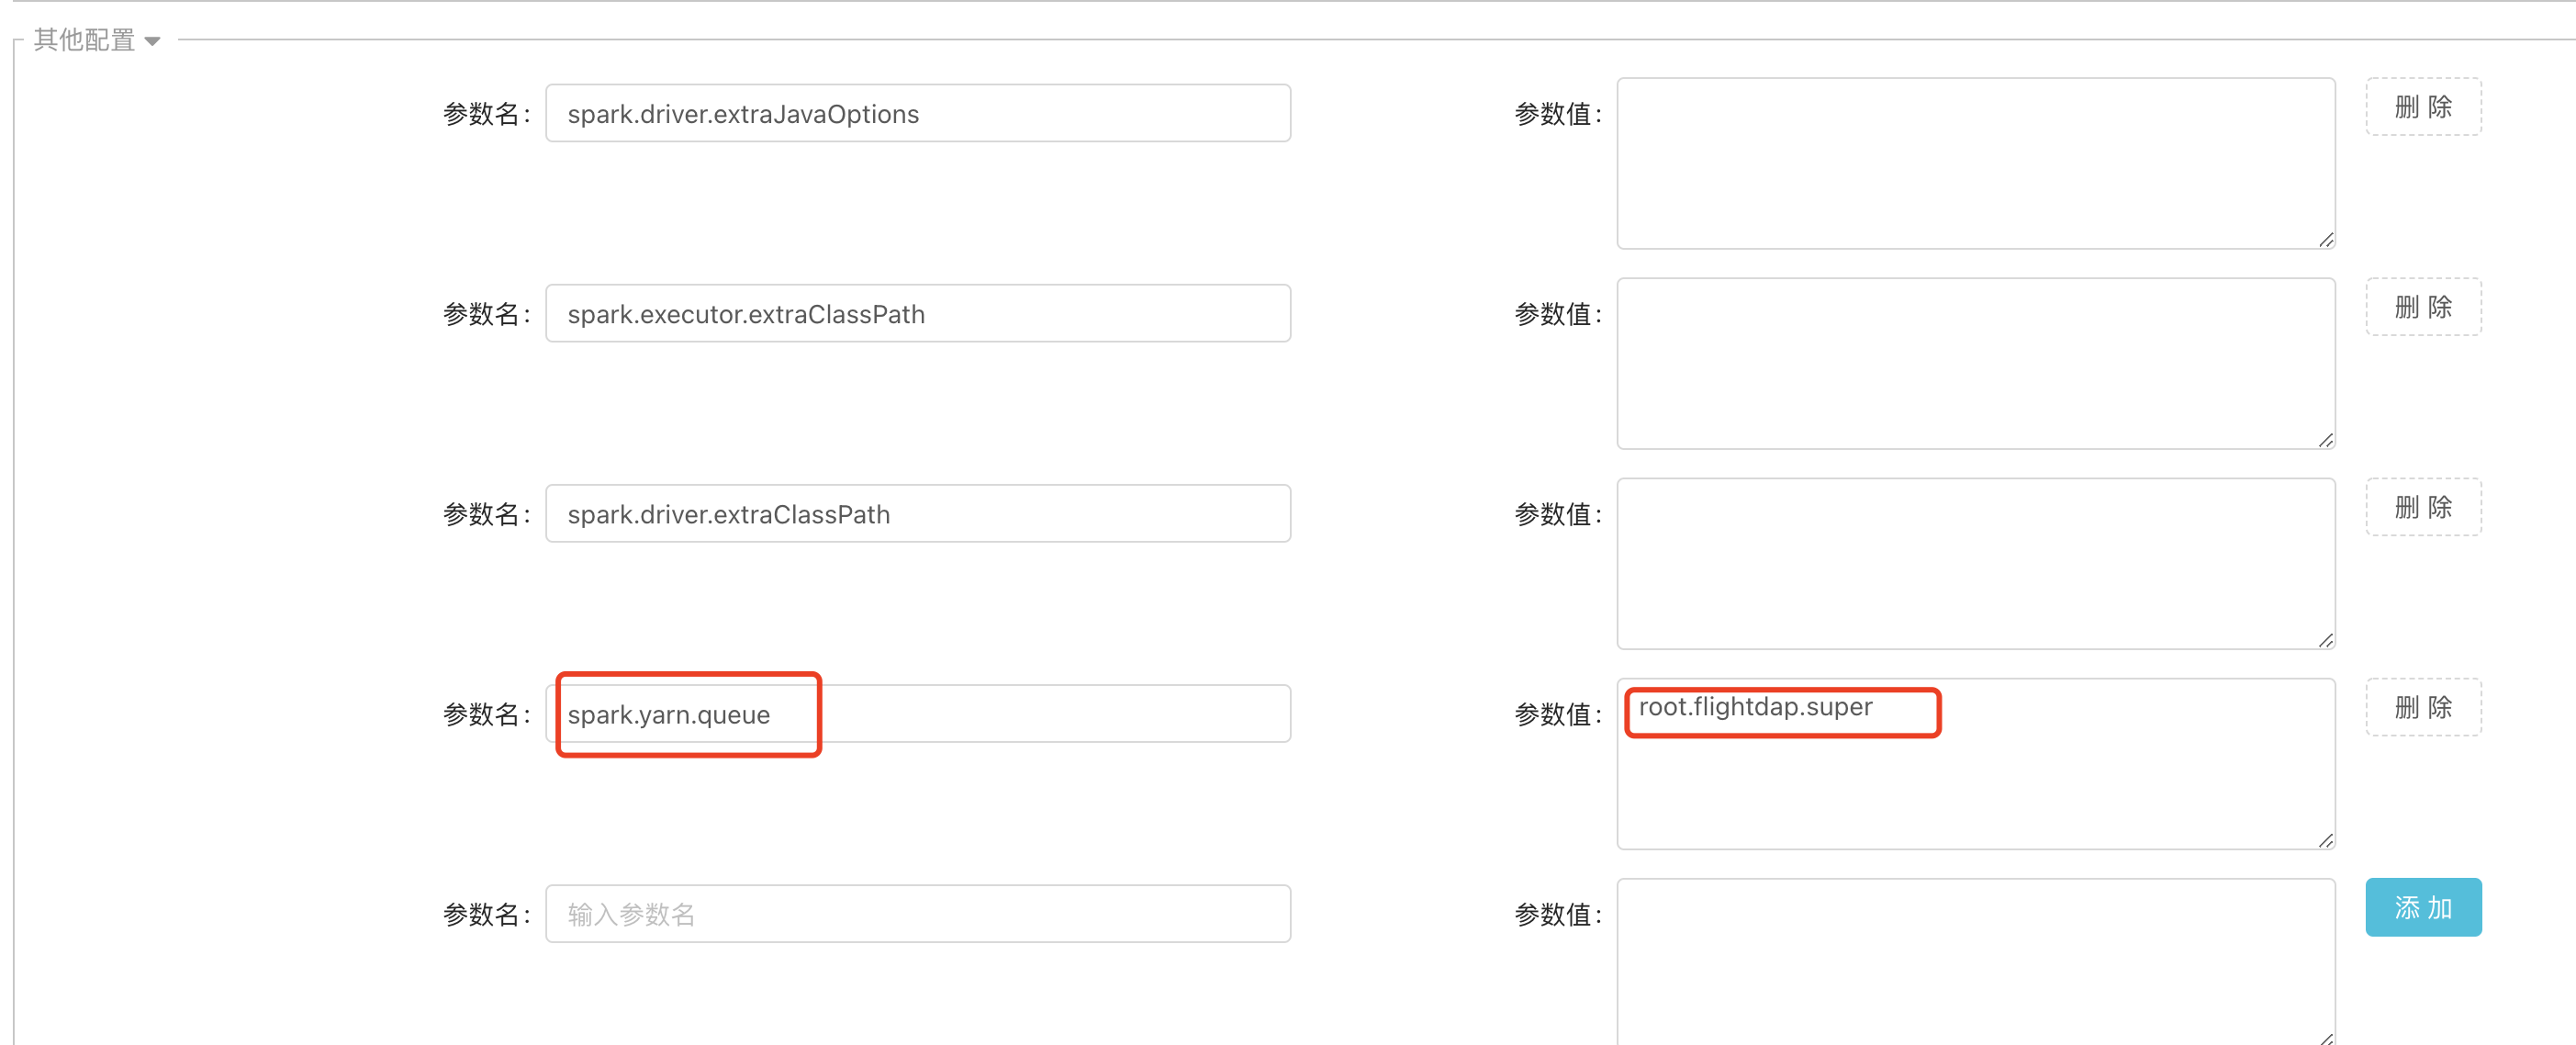 其他配置
参数名： spark.driver.extraJavaOptions 参数值： 删 除
参数名： spark.executor.extraClassPath 参数值： 删 除
参数名： spark.driver.extraClassPath 参数值： 删 除
参数名： spark.yarn.queue 参数值： root.flightdap.super 删 除
参数名： 输入参数名 参数值： 添 加